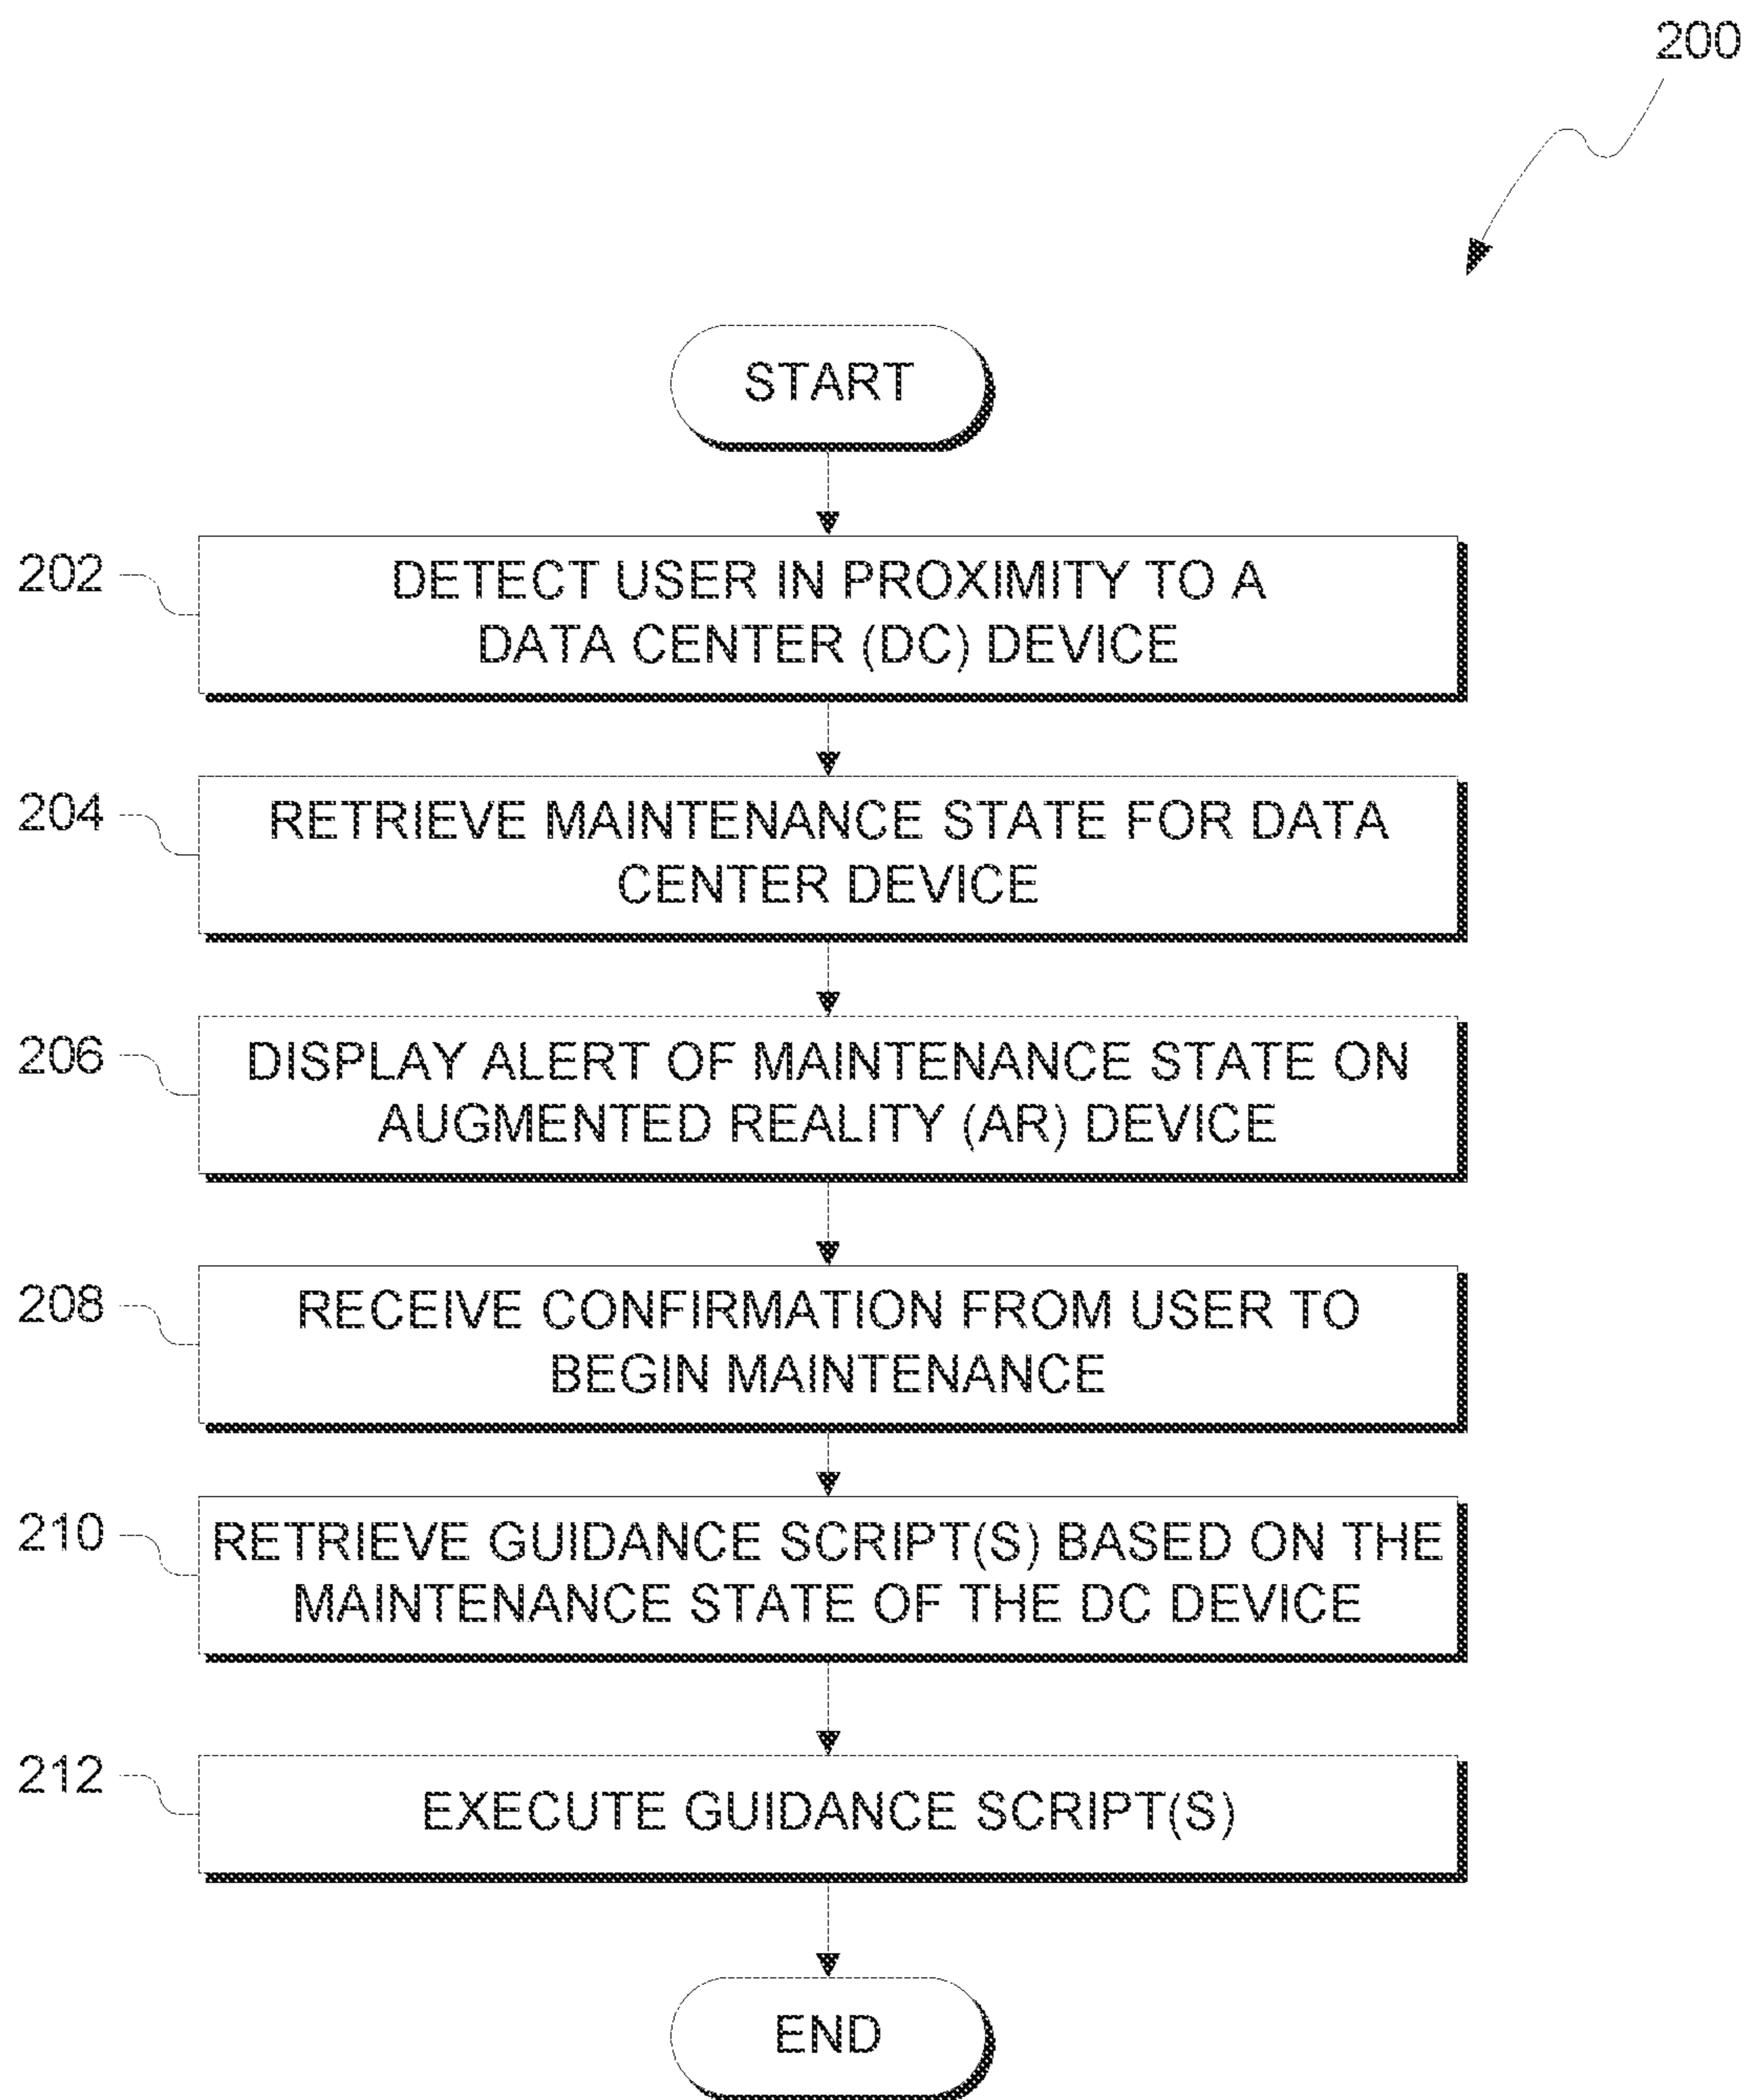 200
START
202
DETECT USER IN PROXIMITY TO A
DATA CENTER (DC) DEVICE
204
RETRIEVE MAINTENANCE STATE FOR DATA
CENTER DEVICE
206
DISPLAY ALERT OF MAINTENANCE STATE ON
AUGMENTED REALITY (AR) DEVICE
208
RECEIVE CONFIRMATION FROM USER TO
BEGIN MAINTENANCE
210
RETRIEVE GUIDANCE SCRIPT(S) BASED ON THE
MAINTENANCE STATE OF THE DC DEVICE
212
EXECUTE GUIDANCE SCRIPT(S)
END